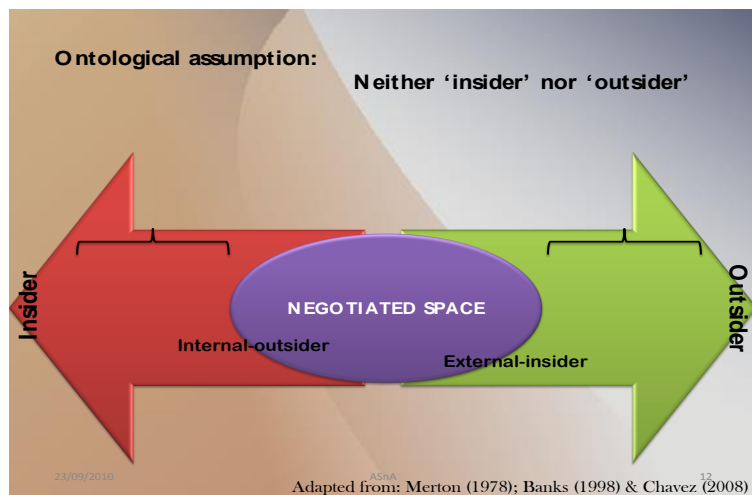 Ontological assumption:
Neither ‘insider’ nor ‘outsider’
Insider
Outsider
NEGOTIATED SPACE
Internal-outsider
External-insider
23/09/2010
ASnA
12
Adapted from: Merton (1978); Banks (1998) & Chavez (2008)